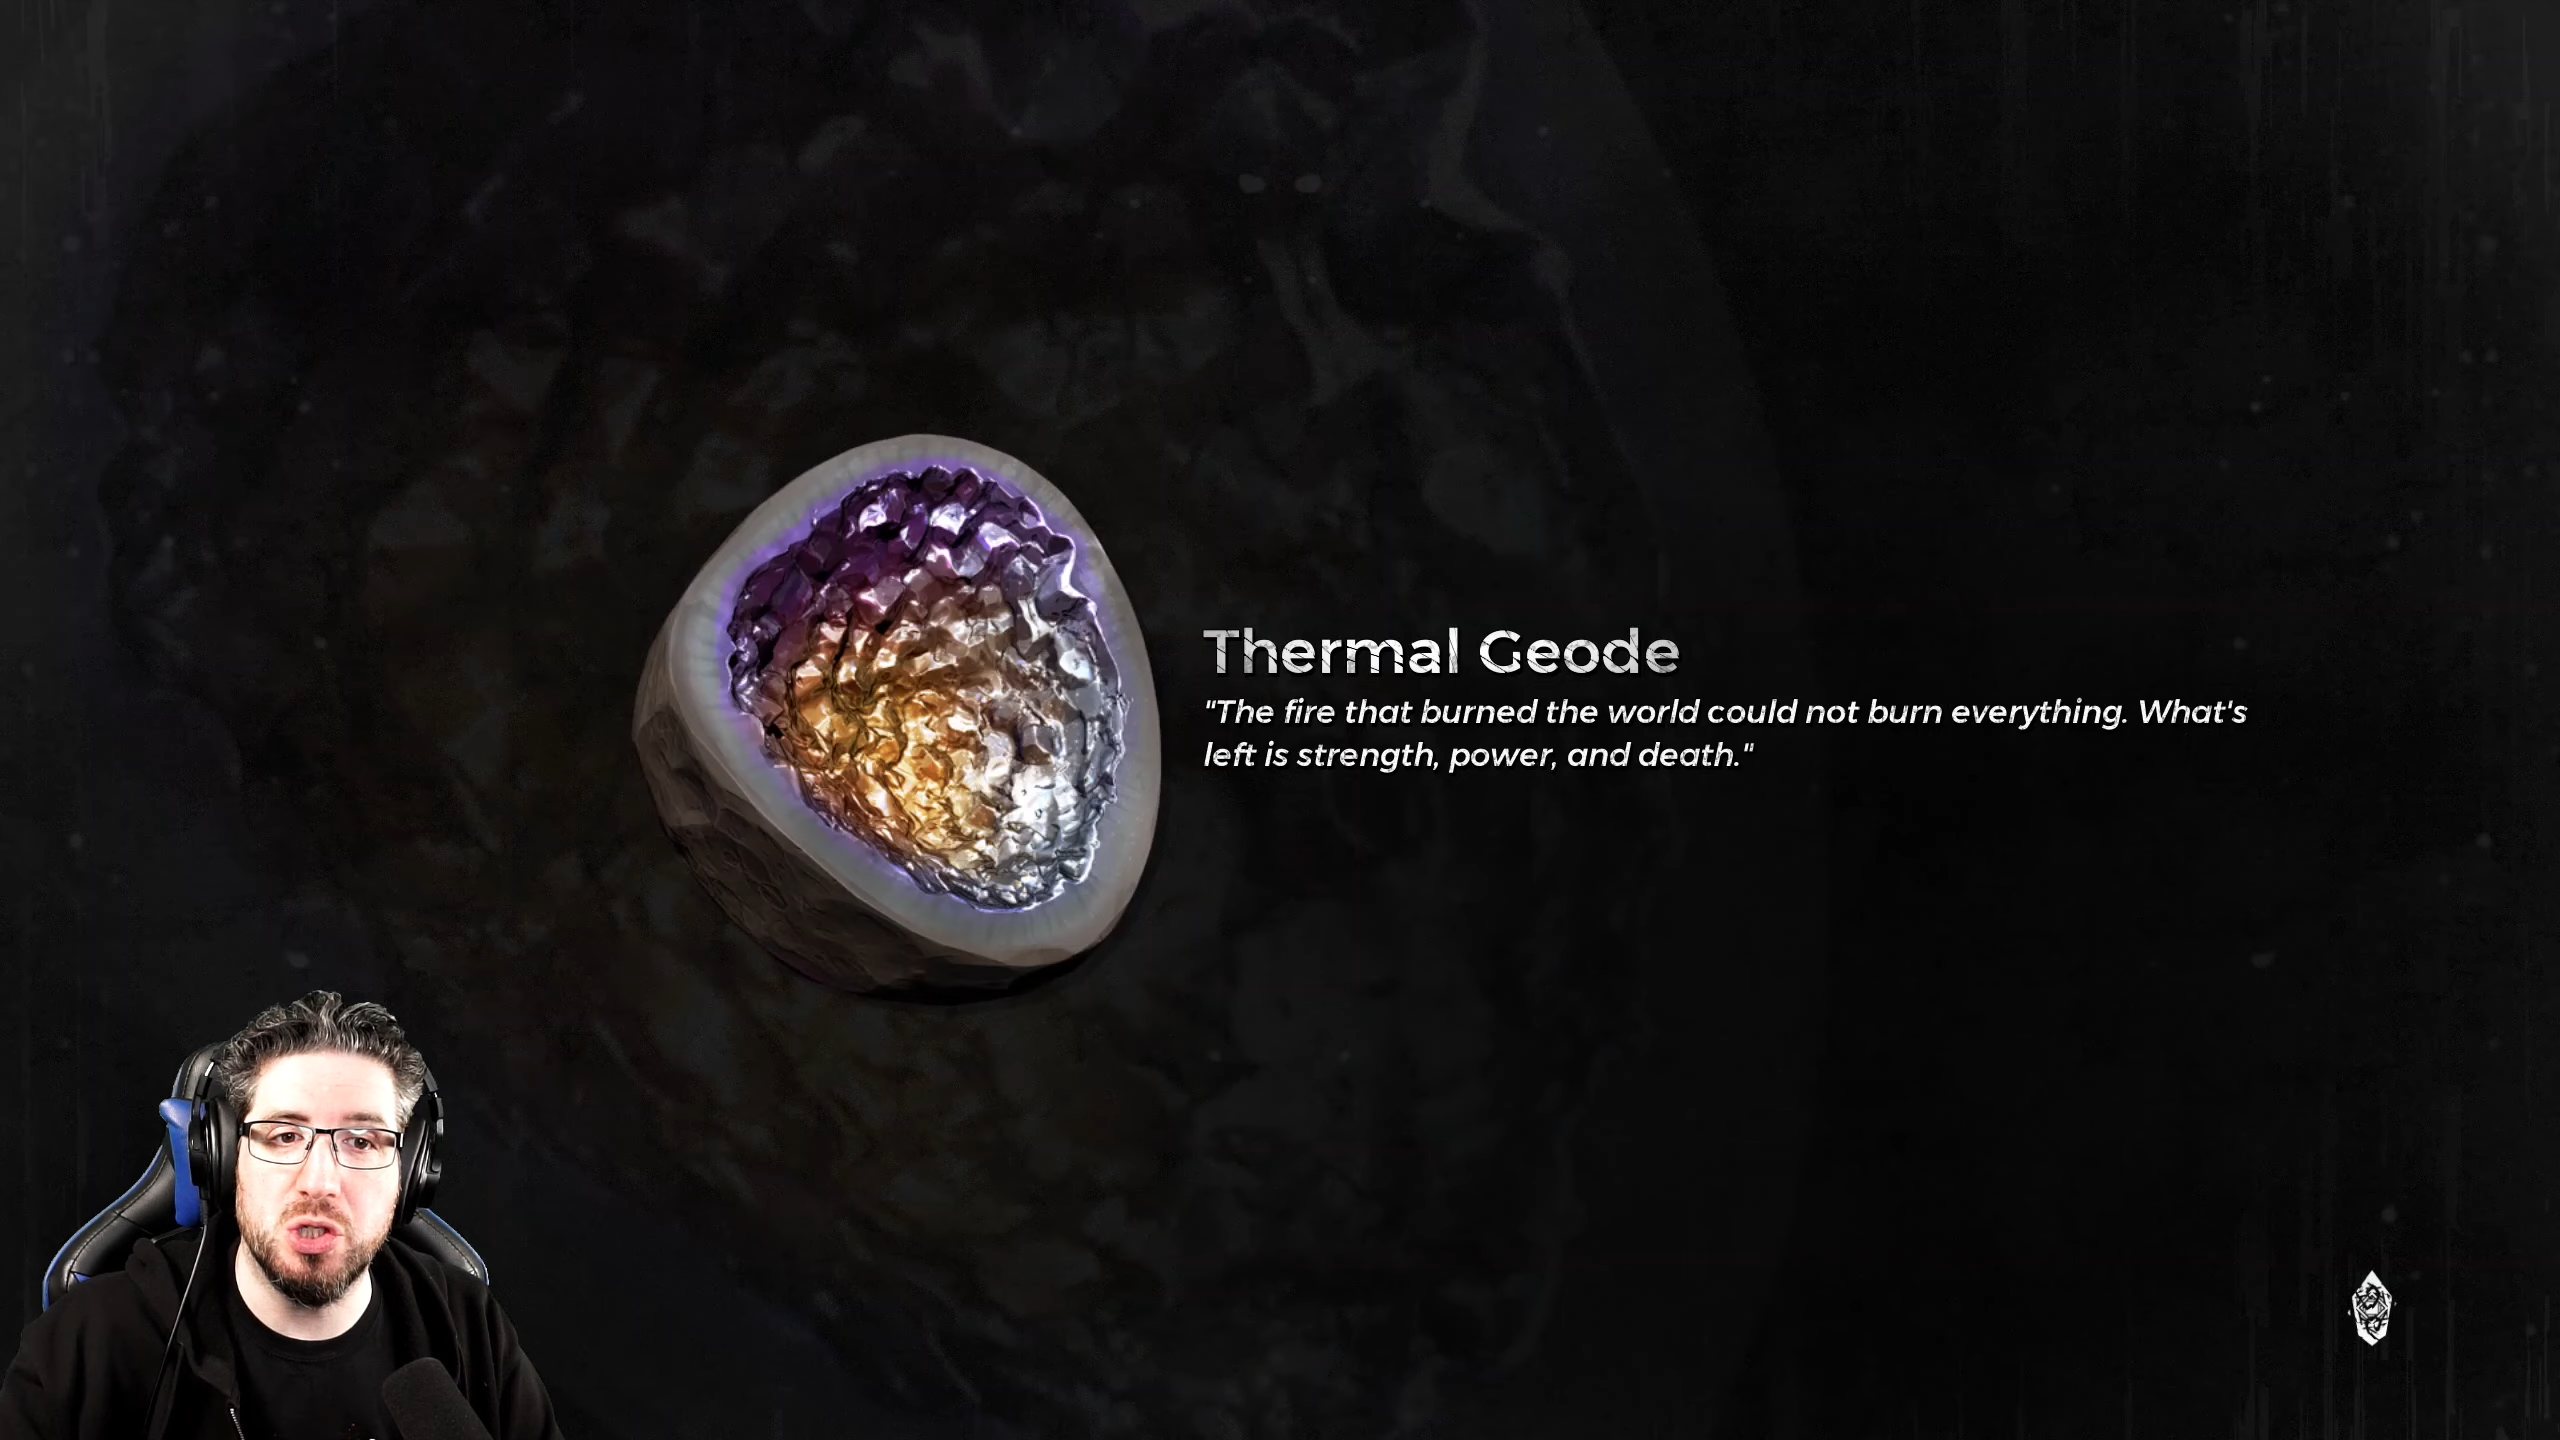 Thermal Geode
"The fire that burned the world could not burn everything. What's
left is strength, power, and death."